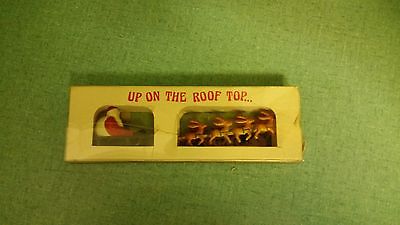 UP ON THE ROOF TOP...